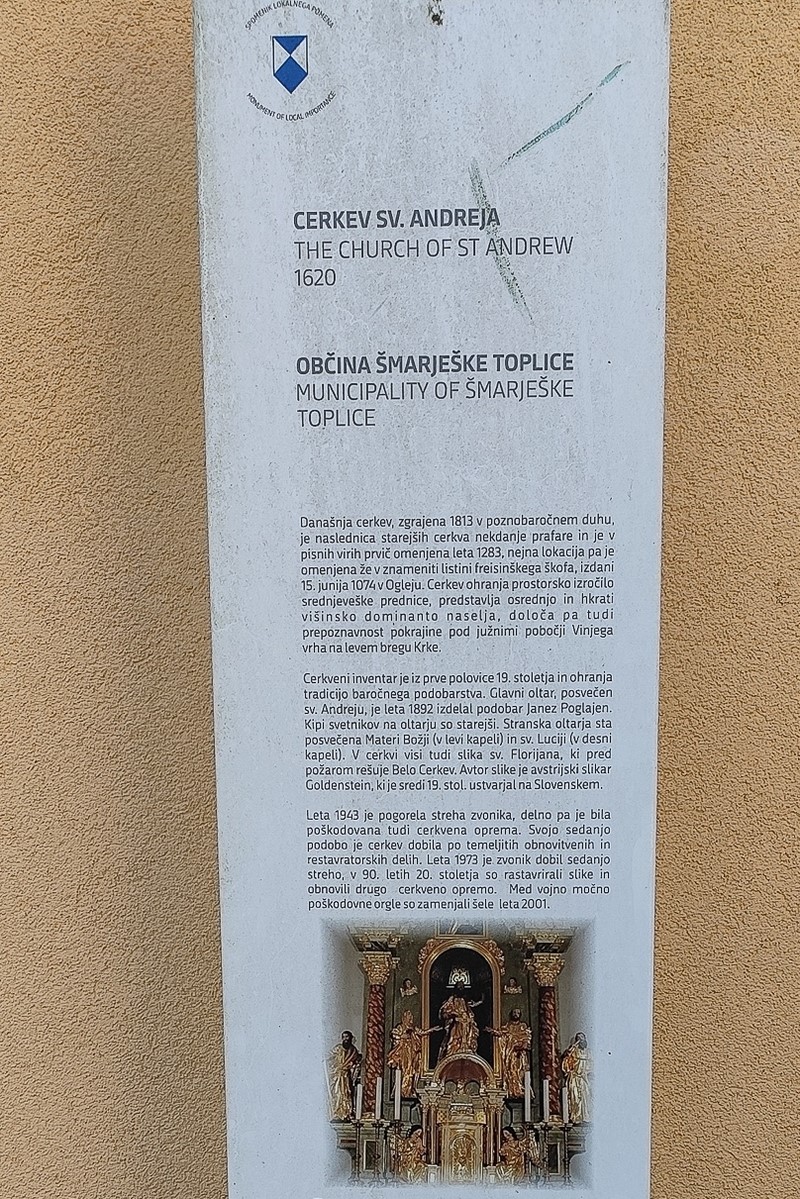 SPOMENIK LOKALNEGA POMENA
MONUMENT OF LOCAL IMPORTANCE
CERKEV SV. ANDREJA
THE CHURCH OF ST ANDREW
1620
OBČINA ŠMARJEŠKE TOPLICE
MUNICIPALITY OF ŠMARJEŠKE
TOPLICE
Današnja cerkev, zgrajena 1813 v poznobaročnem duhu,
je naslednica starejših cerkva nekdanje prafare in je v
pisnih virih prvič omenjena leta 1283, nejna lokacija pa je
omenjena že v znameniti listini freisinškega škofa, izdani
15. junija 1074 v Ogleju. Cerkev ohranja prostorsko izročilo
srednjeveške prednice, predstavlja osrednjo in hkrati
višinsko dominanto naselja, določa pa tudi
prepoznavnost pokrajine pod južnimi pobočji Vinjega
vrha na levem bregu Krke.
Cerkveni inventar je iz prve polovice 19. stoletja in ohranja
tradicijo baročnega podobarstva. Glavni oltar, posvečen
sv. Andreju, je leta 1892 izdelal podobar Janez Poglajen.
Kipi svetnikov na oltarju so starejši. Stranska oltarja sta
posvečena Materi Božji (v levi kapeli) in sv. Luciji (v desni
kapeli). V cerkvi visi tudi slika sv. Florijana, ki pred
požarom rešuje Belo Cerkev. Avtor slike je avstrijski slikar
Goldenstein, ki je sredi 19. stol. ustvarjal na Slovenskem.
Leta 1943 je pogorela streha zvonika, delno pa je bila
poškodovana tudi cerkvena oprema. Svojo sedanjo
podobo je cerkev dobila po temeljitih obnovitvenih in
restavratorskih delih. Leta 1973 je zvonik dobil sedanjo
streho, v 90. letih 20. stoletja so rastavrirali slike in
obnovili drugo cerkveno opremo. Med vojno močno
poškodovne orgle so zamenjali šele leta 2001.